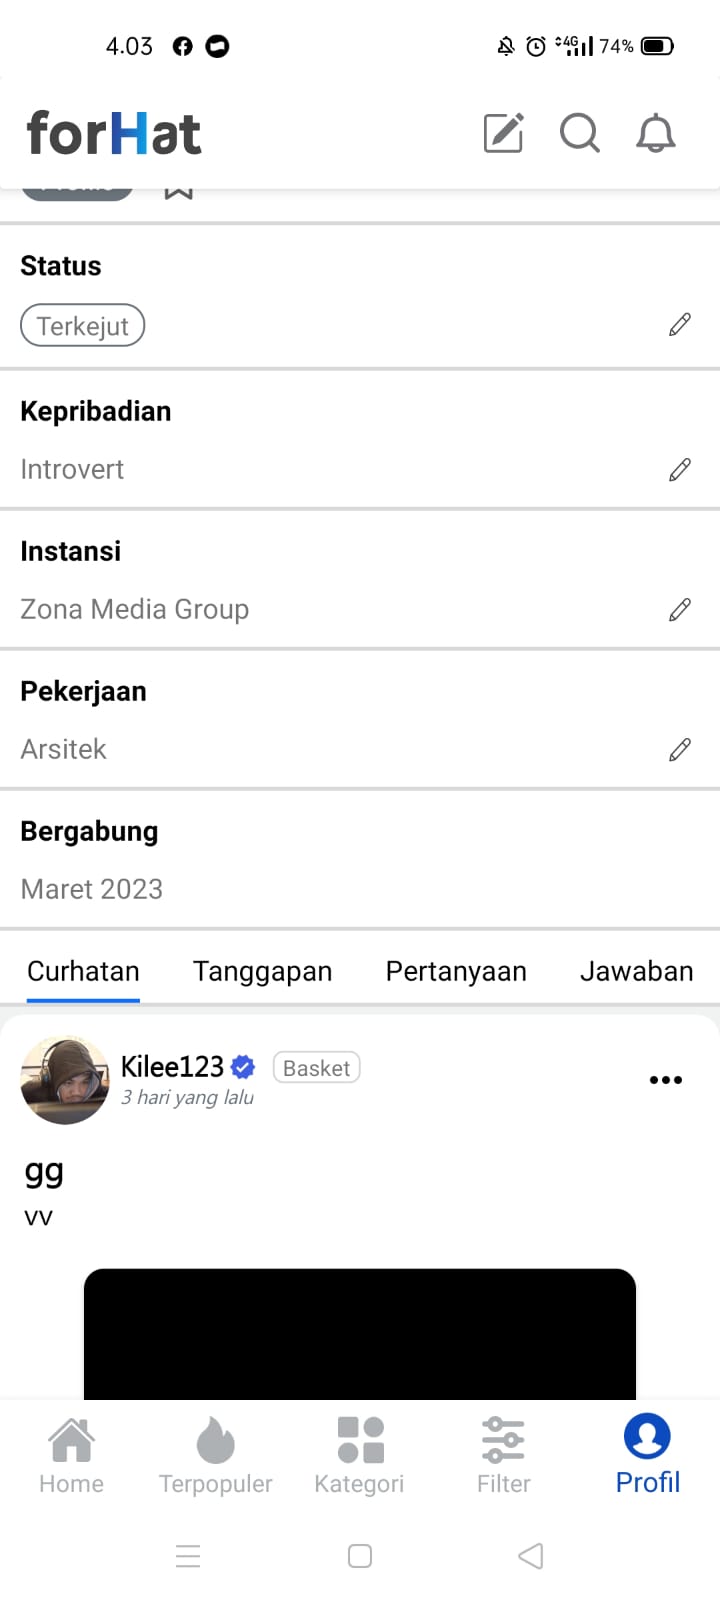 4.03 4G 74%
forHat
Status
Terkejut
Kepribadian
Introvert
Instansi
Zona Media Group
Pekerjaan
Arsitek
Bergabung
Maret 2023
Curhatan Tanggapan Pertanyaan Jawaban
Kilee123 Basket
3 hari yang lalu
gg
vv
Home Terpopuler Kategori Filter Profil